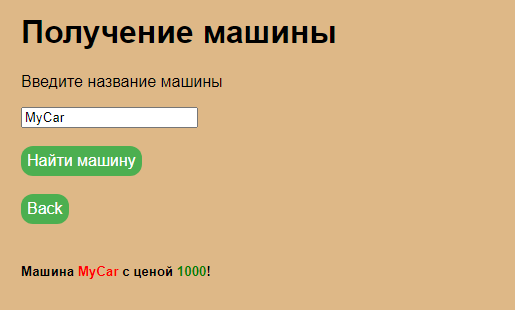 Получение машины
Введите название машины
MyCar
Найти машину
Back
Машина MyCar с ценой 1000!